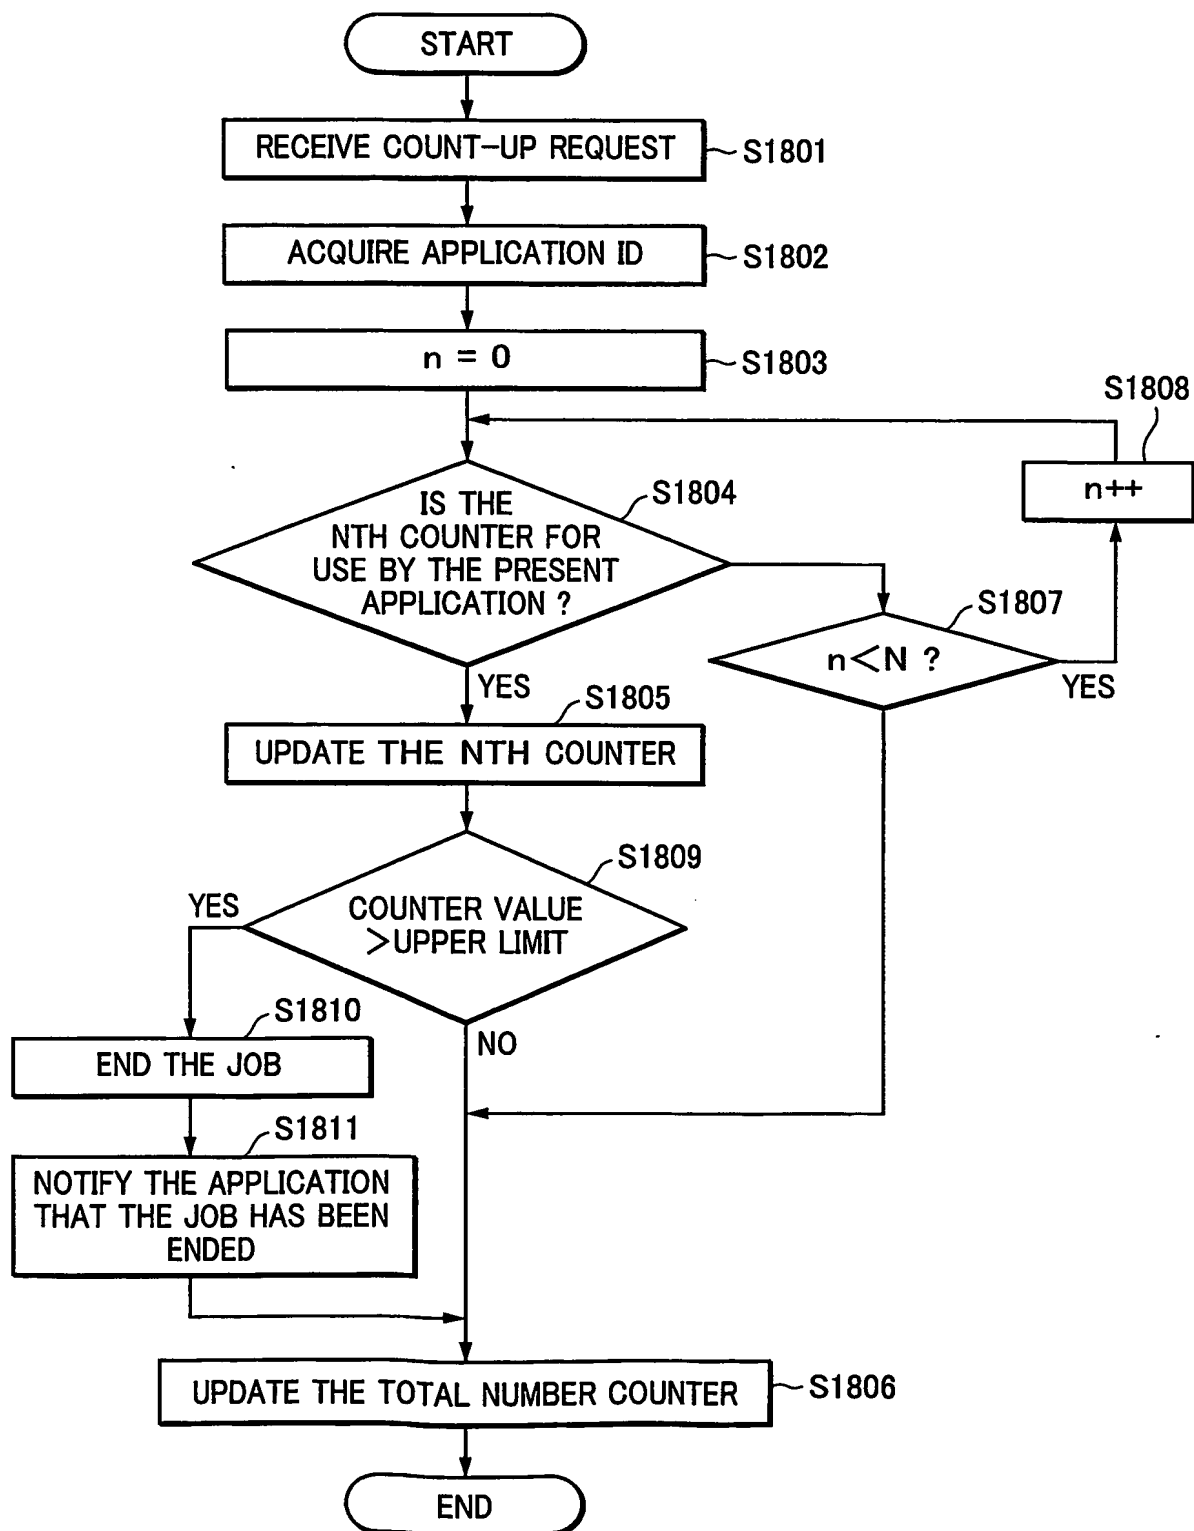 START
RECEIVE COUNT-UP REQUEST
S1801
ACQUIRE APPLICATION ID
S1802
n = 0
S1803
S1808
n++
IS THE
NTH COUNTER FOR
USE BY THE PRESENT
APPLICATION ?
S1804
S1807
n<N ?
YES
YES
S1805
UPDATE THE NTH COUNTER
S1809
COUNTER VALUE
>UPPER LIMIT
YES
NO
S1810
END THE JOB
S1811
NOTIFY THE APPLICATION
THAT THE JOB HAS BEEN
ENDED
UPDATE THE TOTAL NUMBER COUNTER
S1806
END